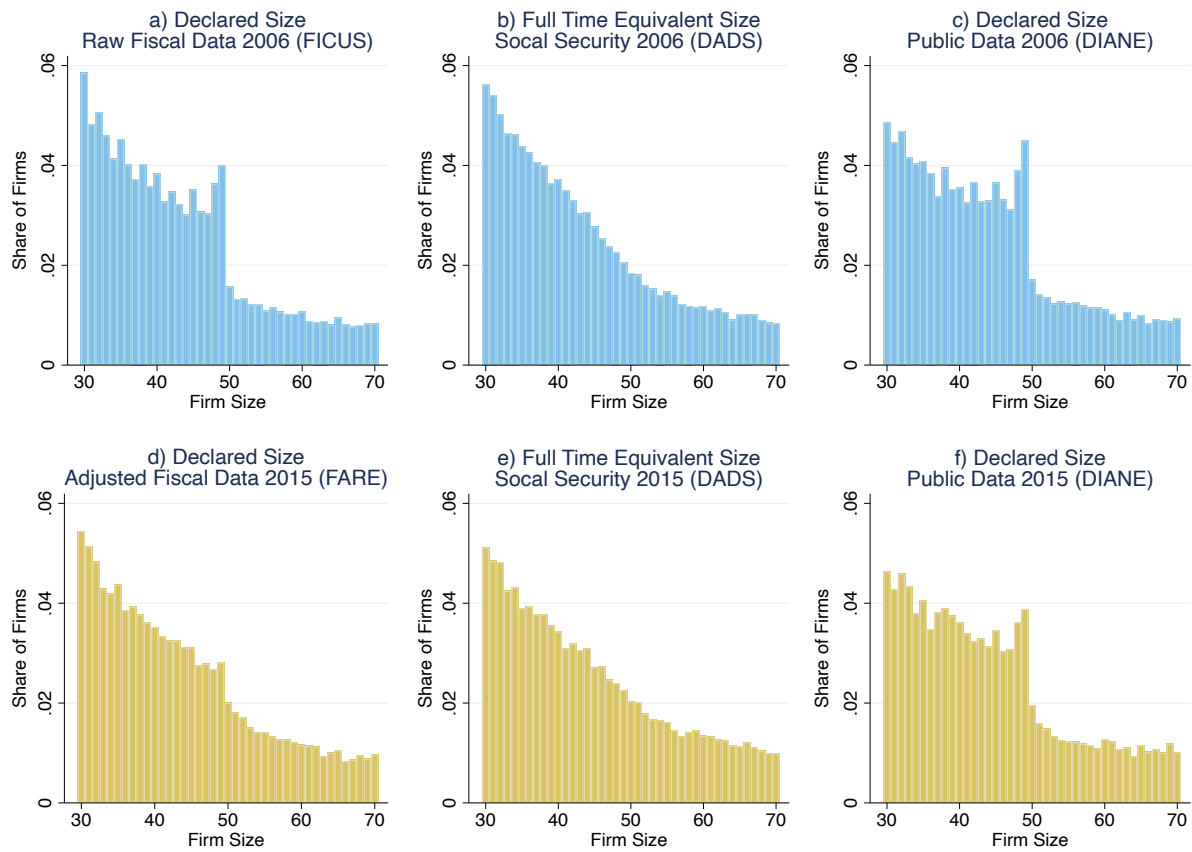 a) Declared Size
Raw Fiscal Data 2006 (FICUS)
Share of Firms
.06
.04
.02
0
30 40 50 60 70
Firm Size
b) Full Time Equivalent Size
Socal Security 2006 (DADS)
Share of Firms
.06
.04
.02
0
30 40 50 60 70
Firm Size
c) Declared Size
Public Data 2006 (DIANE)
Share of Firms
.06
.04
.02
0
30 40 50 60 70
Firm Size
d) Declared Size
Adjusted Fiscal Data 2015 (FARE)
Share of Firms
.06
.04
.02
0
30 40 50 60 70
Firm Size
e) Full Time Equivalent Size
Socal Security 2015 (DADS)
Share of Firms
.06
.04
.02
0
30 40 50 60 70
Firm Size
f) Declared Size
Public Data 2015 (DIANE)
Share of Firms
.06
.04
.02
0
30 40 50 60 70
Firm Size